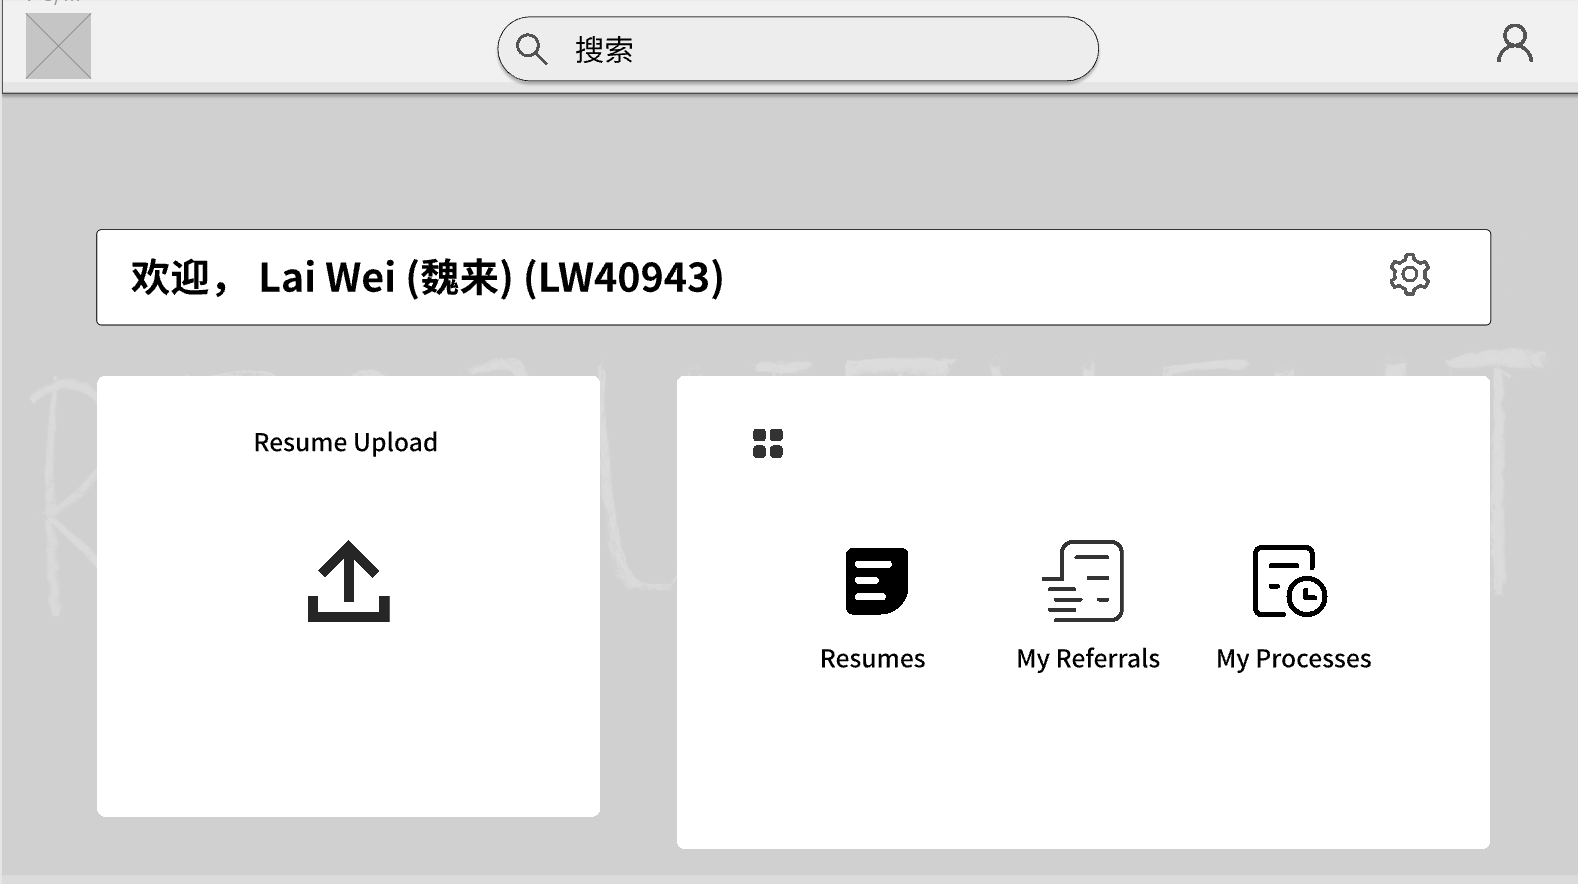 搜索
欢迎， Lai Wei (魏来) (LW40943)
Resume Upload
Resumes
My Referrals
My Processes